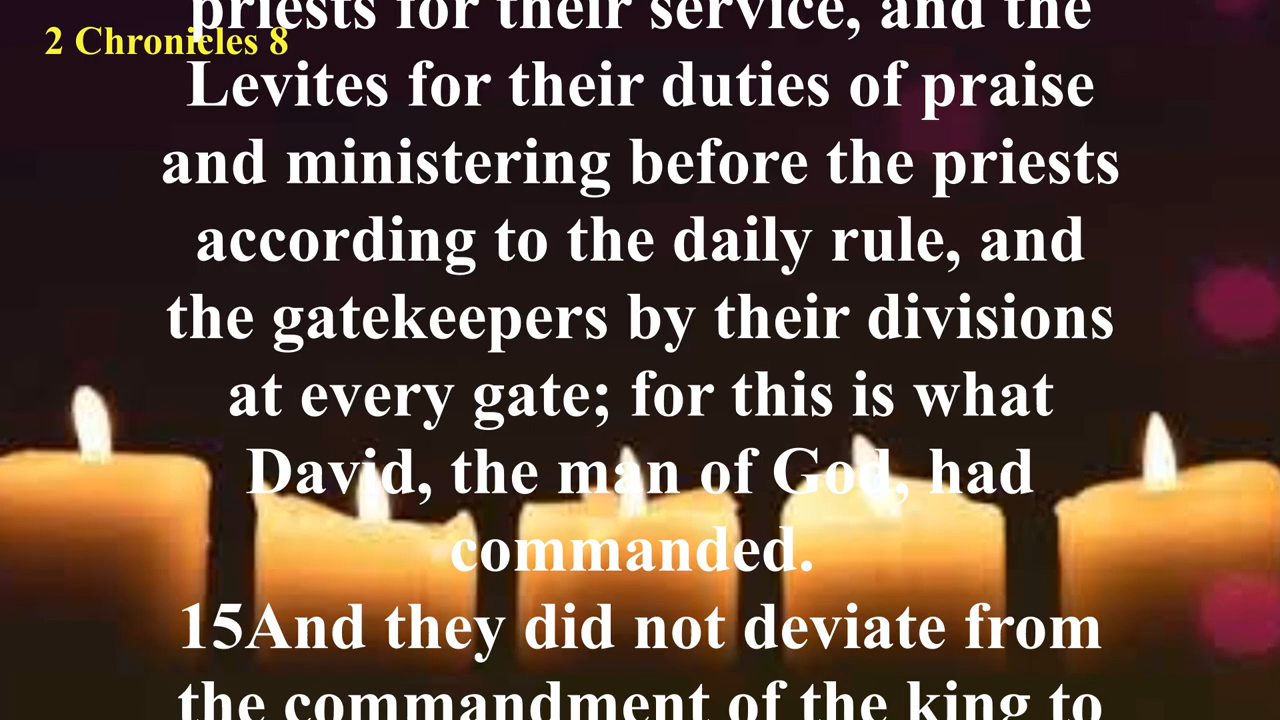 priests for their service, and the
2 Chronicles 8
Levites for their duties of praise
and ministering before the priests
according to the daily rule, and
the gatekeepers by their divisions
at every gate; for this is what
David, the man of God, had
commanded.
15And they did not deviate from
the commandment of the king to